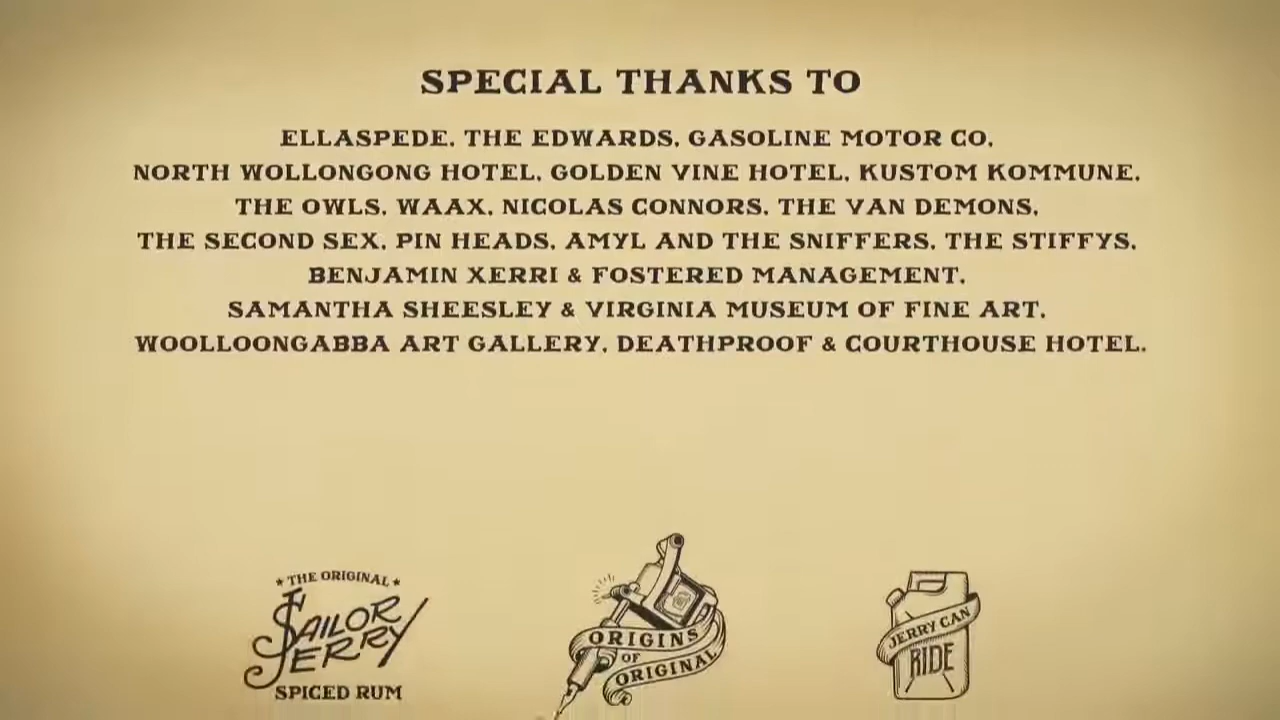 SPECIAL THANKS TO
ELLASPEDE, THE EDWARDS, GASOLINE MOTOR CO,
NORTH WOLLONGONG HOTEL, GOLDEN VINE HOTEL, KUSTOM KOMMUNE,
THE OWLS, WAAX, NICOLAS CONNORS, THE VAN DEMONS,
THE SECOND SEX, PIN HEADS, AMYL AND THE SNIFFERS, THE STIFFYS,
BENJAMIN XERRI & FOSTERED MANAGEMENT,
SAMANTHA SHEESLEY & VIRGINIA MUSEUM OF FINE ART,
WOOLLOONGABBA ART GALLERY, DEATHPROOF & COURTHOUSE HOTEL.
THE ORIGINAL
SAILOR
JERRY
SPICED RUM
ORIGINS
OF
ORIGINAL
JERRY CAN
RIDE